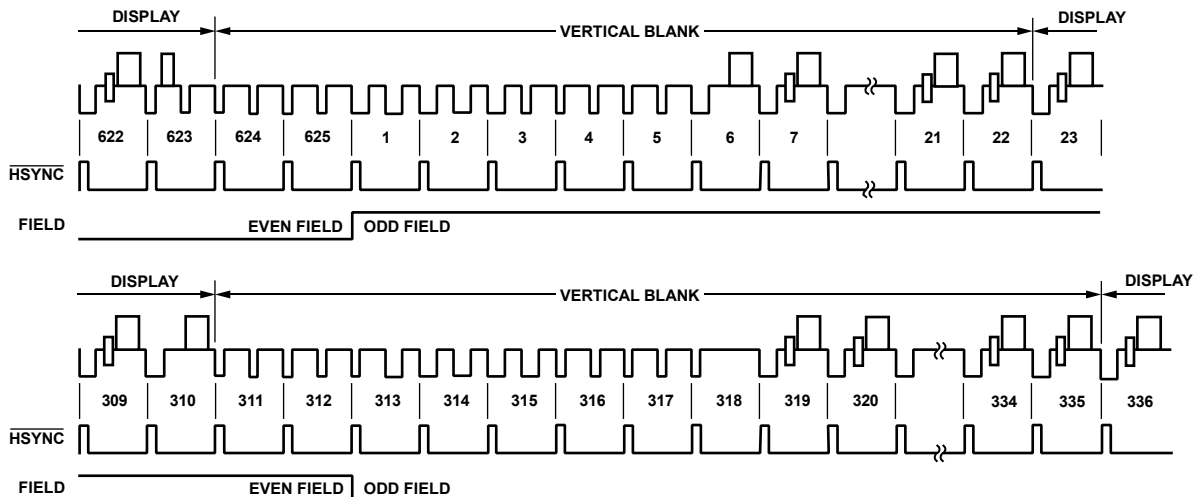 DISPLAY VERTICAL BLANK DISPLAY
622 623 624 625 1 2 3 4 5 6 7 21 22 23
HSYNC
FIELD EVEN FIELD ODD FIELD
DISPLAY VERTICAL BLANK DISPLAY
309 310 311 312 313 314 315 316 317 318 319 320 334 335 336
HSYNC
FIELD EVEN FIELD ODD FIELD